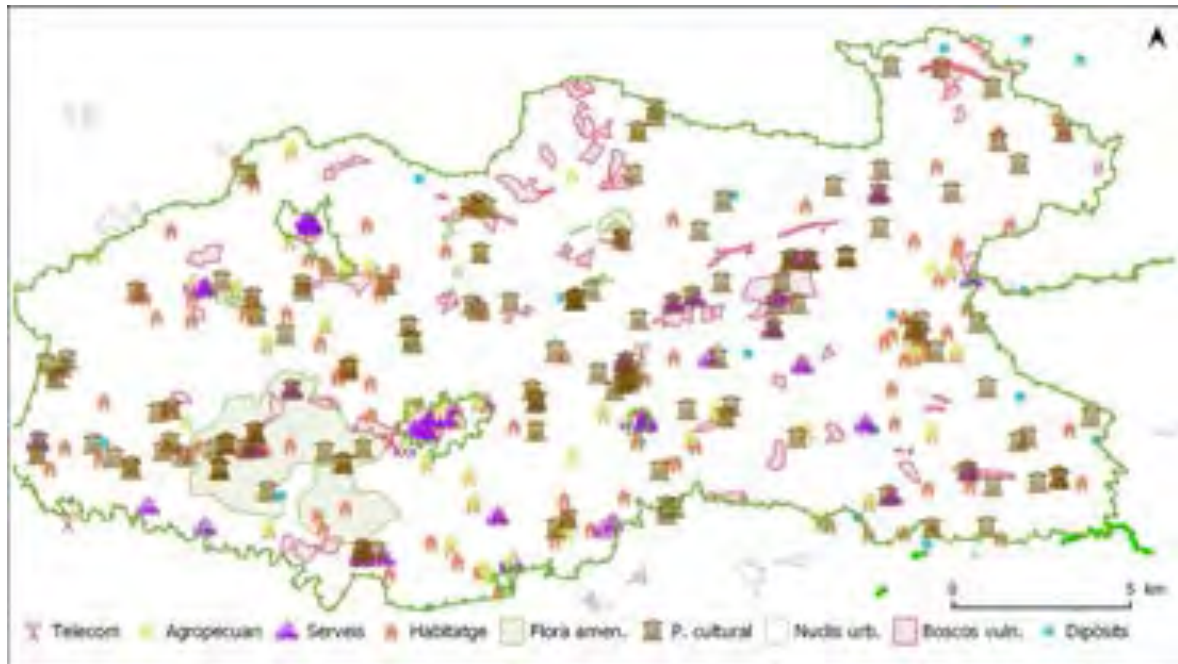 0 5 km
Telecom Agropecuari Serveis Habitatge Flora amen. P. cultural Nuclis urb. Boscos vuln. Dipòsits